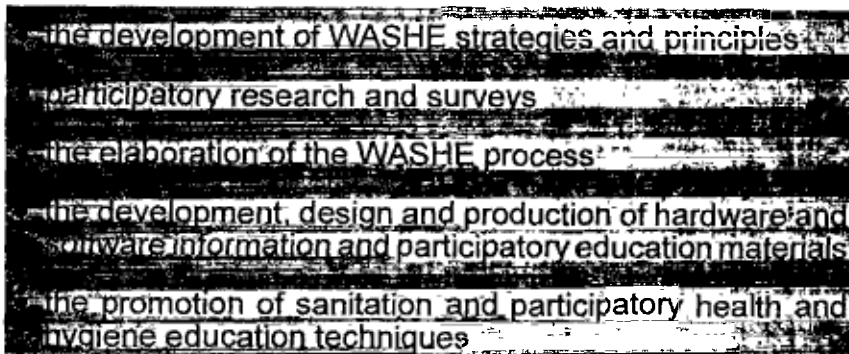 the development of WASHE strategies and principles
participatory research and surveys
the elaboration of the WASHE process
the development, design and production of hardware and
software information and participatory education materials
the promotion of sanitation and participatory health and
hygiene education techniques